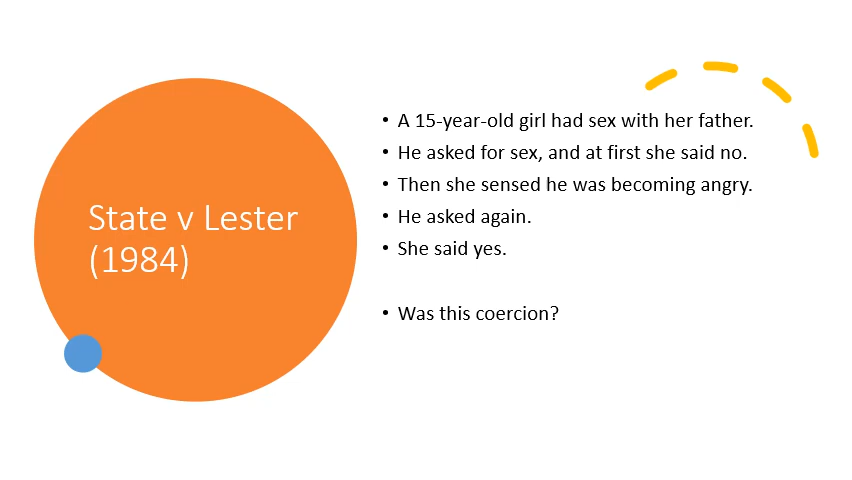 State v Lester
(1984)
• A 15-year-old girl had sex with her father.
• He asked for sex, and at first she said no.
• Then she sensed he was becoming angry.
• He asked again.
• She said yes.
• Was this coercion?